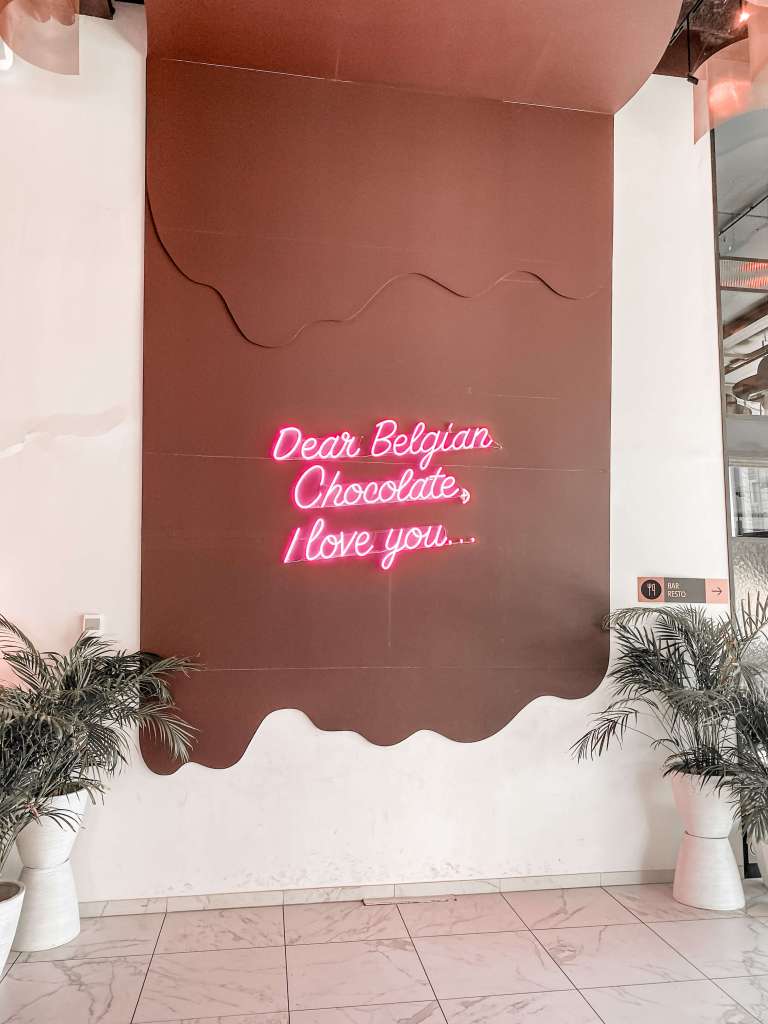 Dear Belgian
Chocolate,
I love you...
BAR
RESTO